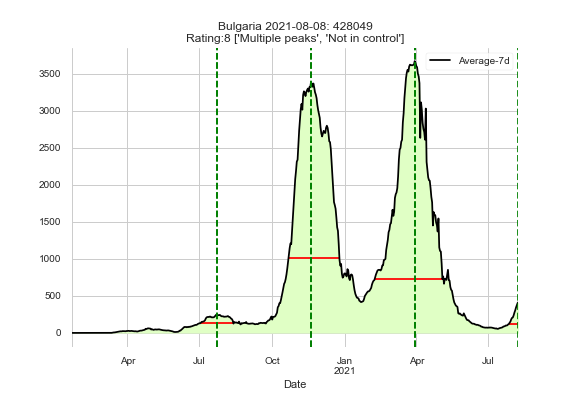 Bulgaria 2021-08-08: 428049
Rating:8 ['Multiple peaks', 'Not in control']
Average-7d
3500
3000
2500
2000
1500
1000
500
0
Apr
Jul
Oct
Jan
2021
Apr
Jul
Date